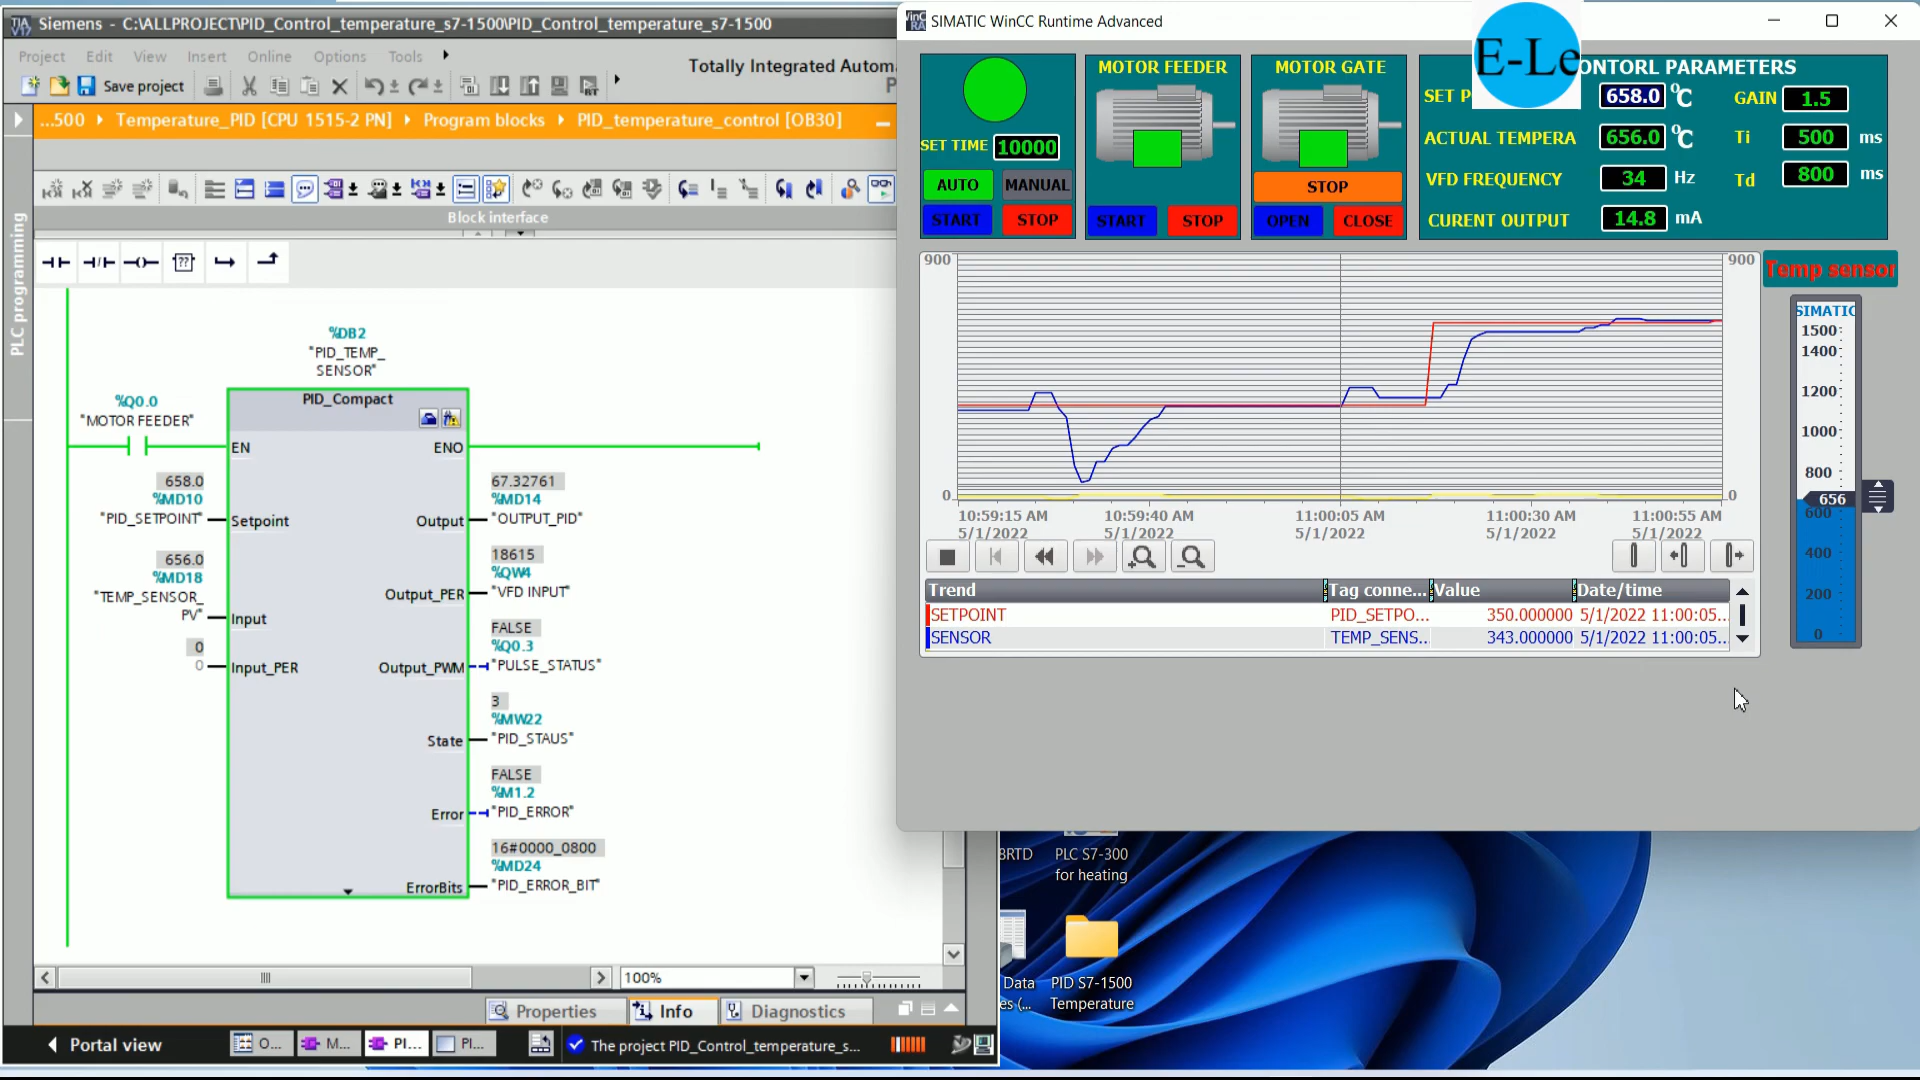 Siemens - C:\ALLPROJECT\PID_Control_temperature_s7-1500\PID_Control_temperature_s7-1500
Project Edit View Insert Online Options Tools
Save project
Totally Integrated Autom
P
...500 Temperature_PID [CPU 1515-2 PN] Program blocks PID_temperature_control [OB30]
Block interface
PLC programming
??
%DB2
"PID_TEMP_
SENSOR"
PID_Compact
%Q0.0
"MOTOR FEEDER"
EN
ENO
658.0
%MD10
"PID_SETPOINT"
Setpoint
67.32761
%MD14
"OUTPUT_PID"
Output
656.0
%MD18
"TEMP_SENSOR_
PV"
Input
18615
%QW4
"VFD INPUT"
Output_PER
0
0
Input_PER
FALSE
%Q0.3
"PULSE_STATUS"
Output_PWM
3
%MW22
"PID_STAUS"
State
FALSE
%M1.2
"PID_ERROR"
Error
16#0000_0800
%MD24
"PID_ERROR_BIT"
ErrorBits
100%
Properties Info Diagnostics
Portal view
O... M... PI... PI...
The project PID_Control_temperature_s...
SIMATIC WinCC Runtime Advanced
E-Le
SET TIME 10000
AUTO MANUAL
START STOP
MOTOR FEEDER
START STOP
MOTOR GATE
STOP
OPEN CLOSE
ONTORL PARAMETERS
SET P 658.0 °C GAIN 1.5
ACTUAL TEMPERA 656.0 °C Ti 500 ms
VFD FREQUENCY 34 Hz Td 800 ms
CURENT OUTPUT 14.8 mA
900 900
0 0
10:59:15 AM 10:59:40 AM 11:00:05 AM 11:00:30 AM 11:00:55 AM
5/1/2022 5/1/2022 5/1/2022 5/1/2022 5/1/2022
Trend Tag conne... Value Date/time
SETPOINT PID_SETPO... 350.000000 5/1/2022 11:00:05...
SENSOR TEMP_SENS... 343.000000 5/1/2022 11:00:05...
Temp sensor
SIMATIC
1500
1400
1200
1000
800
656
600
400
200
0
BRTD
PLC S7-300
for heating
Data
es (...
PID S7-1500
Temperature